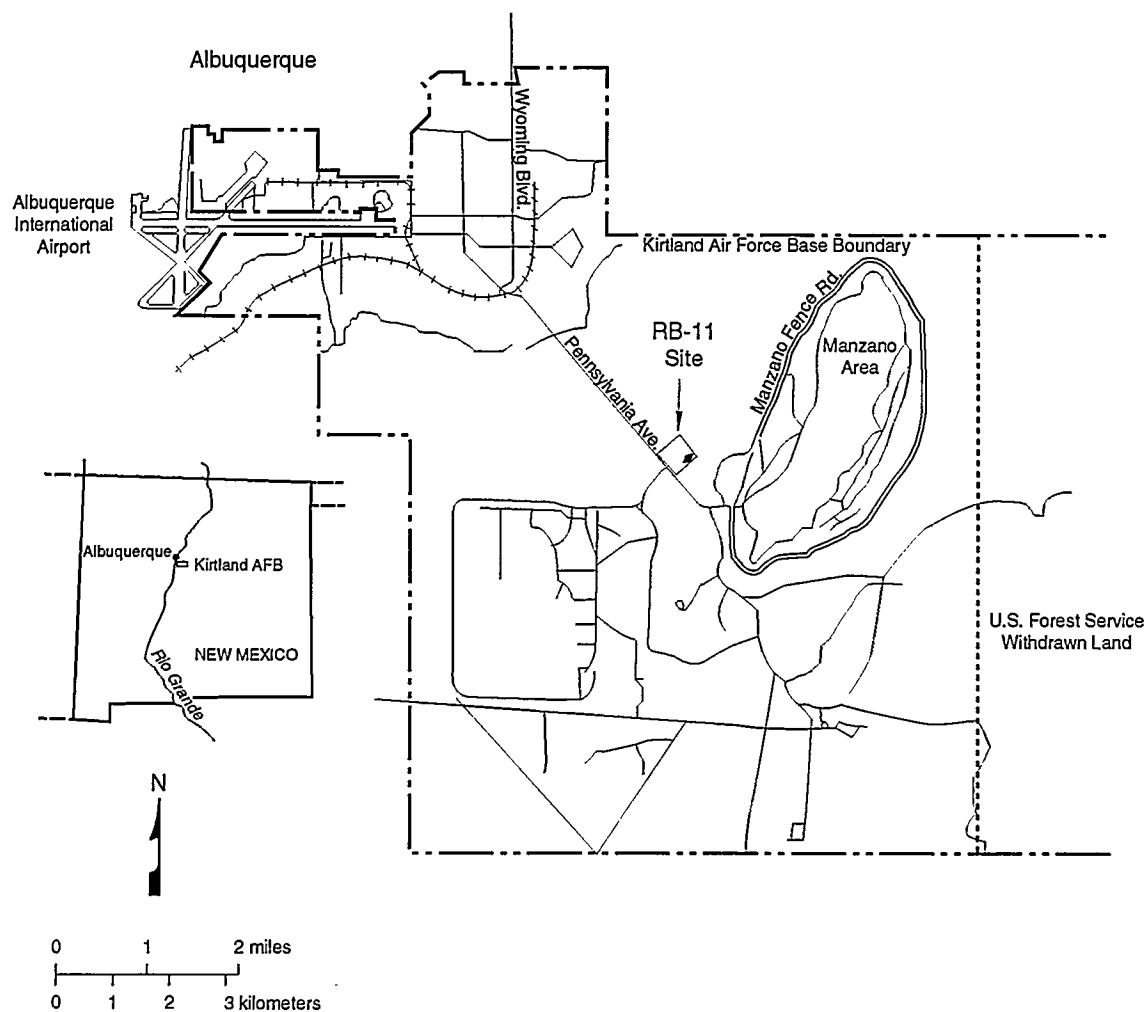 Albuquerque
Wyoming Blvd.
Albuquerque
International
Airport
Kirtland Air Force Base Boundary
Manzano Fence Rd.
RB-11
Site
Manzano
Area
Pennsylvania Ave.
Albuquerque
Kirtland AFB
NEW MEXICO
Rio Grande
U.S. Forest Service
Withdrawn Land
N
0 1 2 miles
0 1 2 3 kilometers